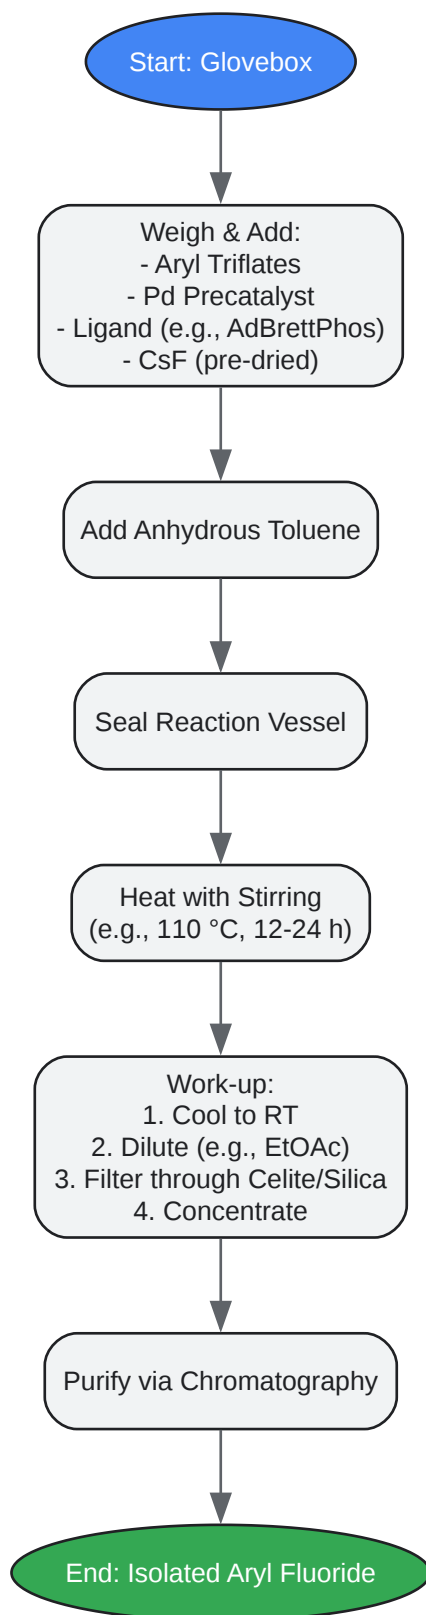 Start: Glovebox
Weigh & Add:
- Aryl Triflates
- Pd Precatalyst
- Ligand (e.g., AdBrettPhos)
- CsF (pre-dried)
Add Anhydrous Toluene
Seal Reaction Vessel
Heat with Stirring
(e.g., 110 °C, 12-24 h)
Work-up:
1. Cool to RT
2. Dilute (e.g., EtOAc)
3. Filter through Celite/Silica
4. Concentrate
Purify via Chromatography
End: Isolated Aryl Fluoride